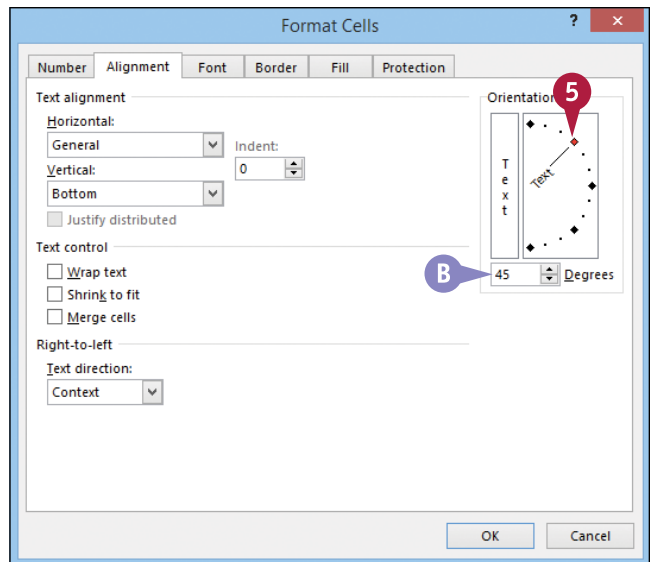 Format Cells
? ×
Number Alignment Font Border Fill Protection
Text alignment
Horizontal:
General
Indent:
0
Vertical:
Bottom
Justify distributed
Text control
Wrap text
Shrink to fit
Merge cells
Right-to-left
Text direction:
Context
Orientation
5
Text
Text
B
45 Degrees
OK Cancel